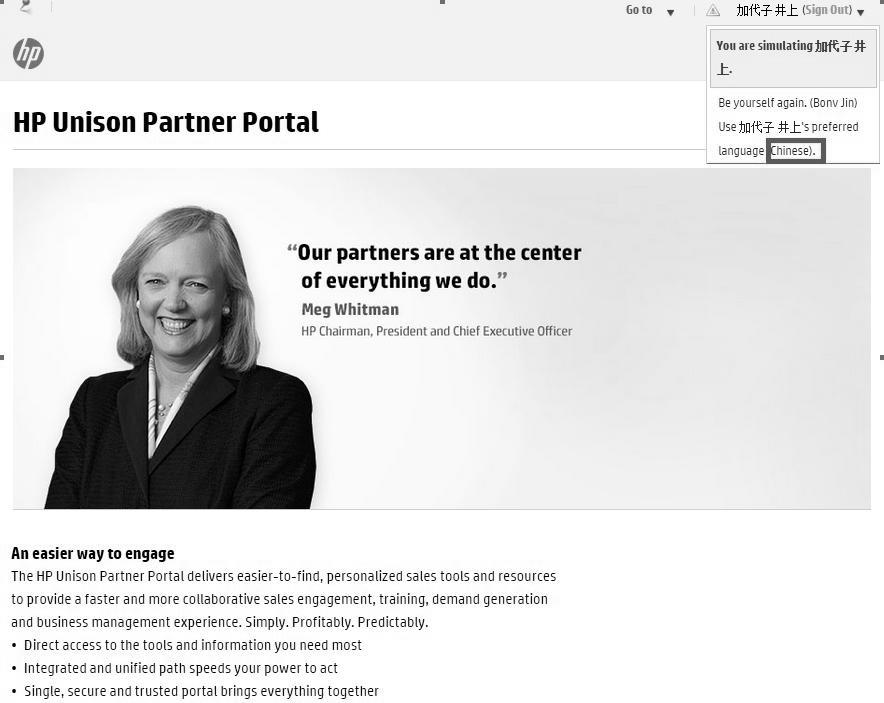 Go to
加代子 井上 (Sign Out)
hp
You are simulating 加代子 井
上.
Be yourself again. (Bonv Jin)
Use 加代子 井上's preferred
language Chinese).
HP Unison Partner Portal
“Our partners are at the center
of everything we do.”
Meg Whitman
HP Chairman, President and Chief Executive Officer
An easier way to engage
The HP Unison Partner Portal delivers easier-to-find, personalized sales tools and resources
to provide a faster and more collaborative sales engagement, training, demand generation
and business management experience. Simply. Profitably. Predictably.
• Direct access to the tools and information you need most
• Integrated and unified path speeds your power to act
• Single, secure and trusted portal brings everything together